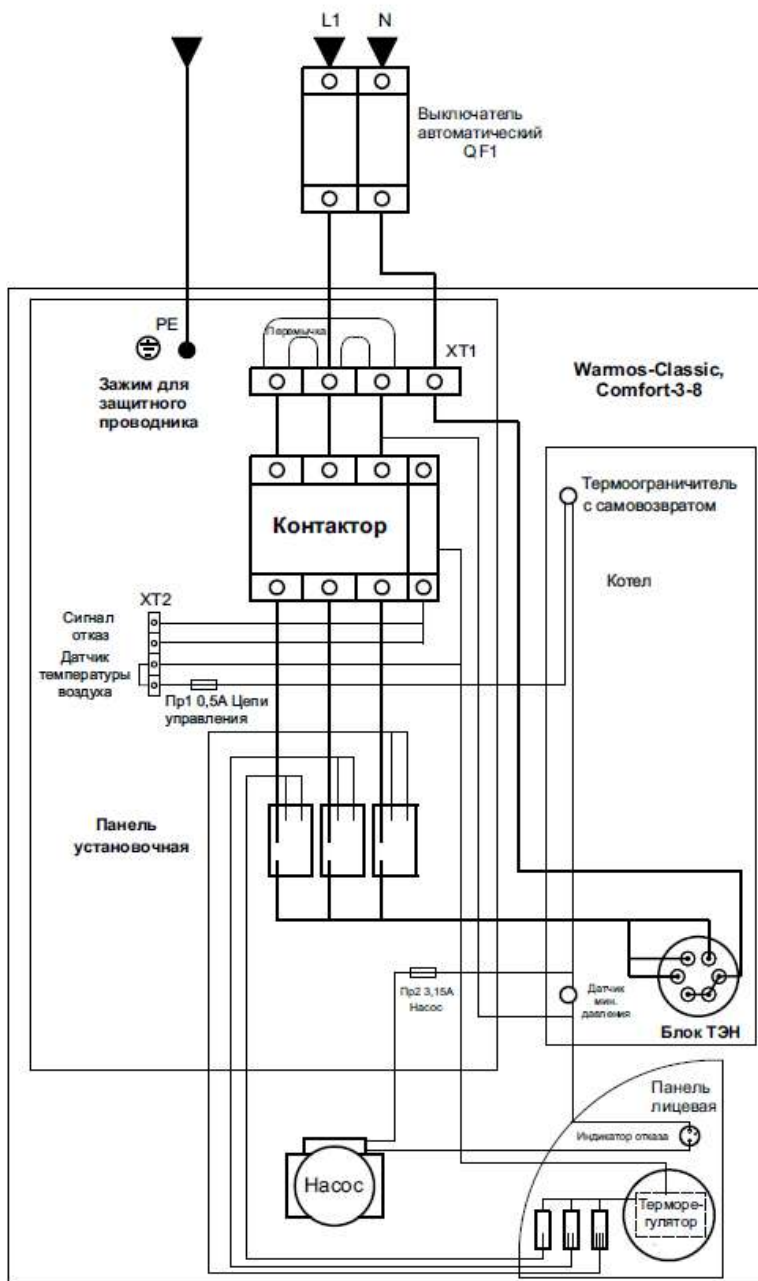 L1
N
Выключатель
автоматический
QF1
PE
Перемычка
XT1
Зажим для
защитного
проводника
Warmos-Classic,
Comfort-3-8
Термоограничитель
с самовозвратом
Контактор
Котел
XT2
Сигнал
отказ
Датчик
температуры
воздуха
Пр1 0,5А Цепи
управления
Панель
установочная
Пр2 3,15А
Насос
Датчик
мин.
давления
Блок ТЭН
Панель
лицевая
Индикатор отказа
Насос
Терморе-
гулятор